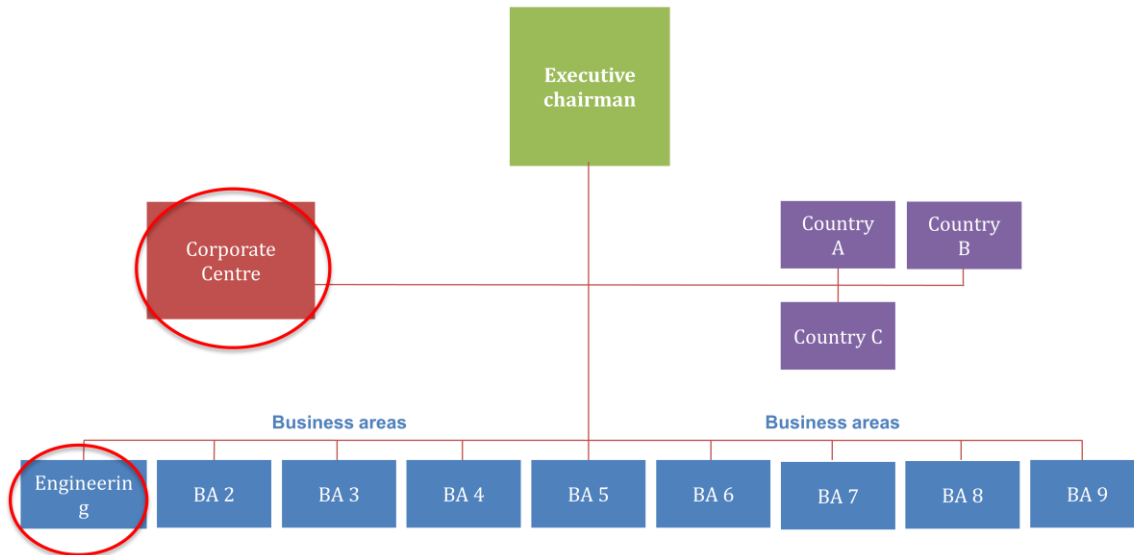 Executive
chairman
Corporate
Centre
Country
A
Country
B
Country C
Business areas
Business areas
Engineerin
g
BA 2
BA 3
BA 4
BA 5
BA 6
BA 7
BA 8
BA 9